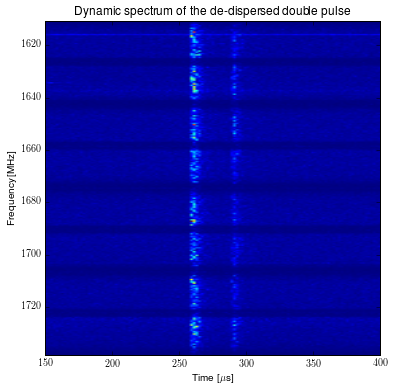 Dynamic spectrum of the de-dispersed double pulse
Frequency[MHz]
1620
1640
1660
1680
1700
1720
150 200 250 300 350 400
Time [μs]